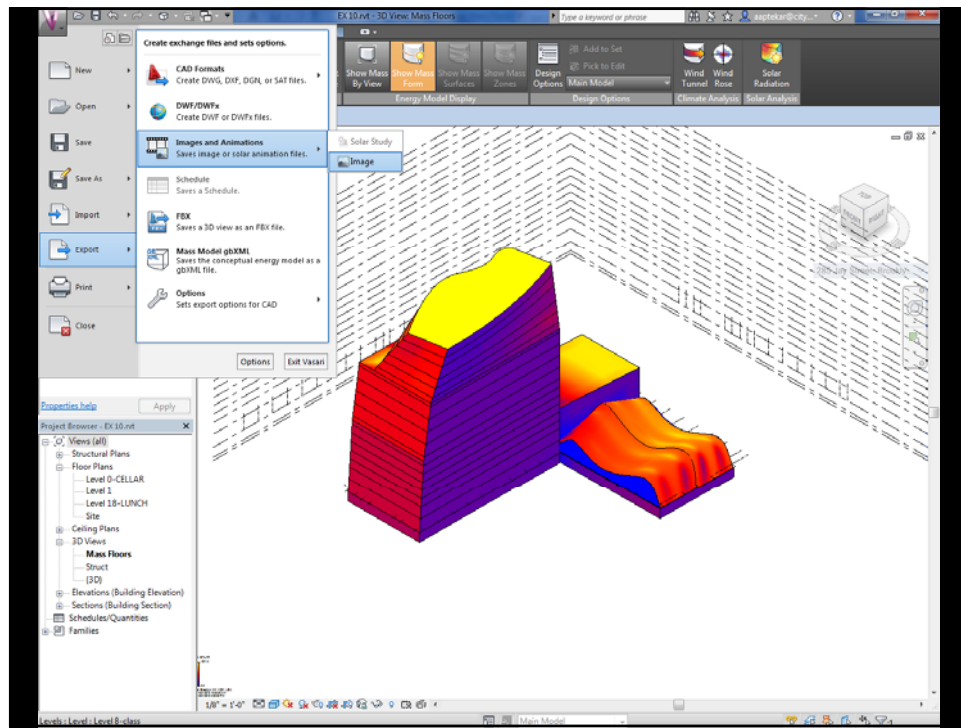 EX 10.rvt - 3D View: Mass Floors
Type a keyword or phrase
aaptekar@city...
Create exchange files and sets options.
New
Open
Save
Save As
Import
Export
Print
Close
CAD Formats
Create DWG, DXF, DGN, or SAT files.
DWF/DWFx
Create DWF or DWFx files.
Images and Animations
Saves image or solar animation files.
Schedule
Saves a Schedule.
FBX
Saves a 3D view as an FBX file.
Mass Model gbXML
Saves the conceptual energy model as a
gbXML file.
Options
Sets export options for CAD
Options
Exit Vasari
Solar Study
Image
Show Mass
By View
Show Mass
Form
Show Mass
Surfaces
Show Mass
Zones
Energy Model Display
Design
Options
Add to Set
Pick to Edit
Main Model
Design Options
Wind
Tunnel
Wind
Rose
Climate Analysis
Solar
Radiation
Solar Analysis
TOP
FRONT
RIGHT
Properties help
Apply
Project Browser - EX 10.rvt
Views (all)
Structural Plans
Floor Plans
Level 0-CELLAR
Level 1
Level 18-LUNCH
Site
Ceiling Plans
3D Views
Mass Floors
Struct
{3D}
Elevations (Building Elevation)
Sections (Building Section)
Schedules/Quantities
Families
1/8" = 1'-0"
Levels : Level : Level 8-class
Main Model